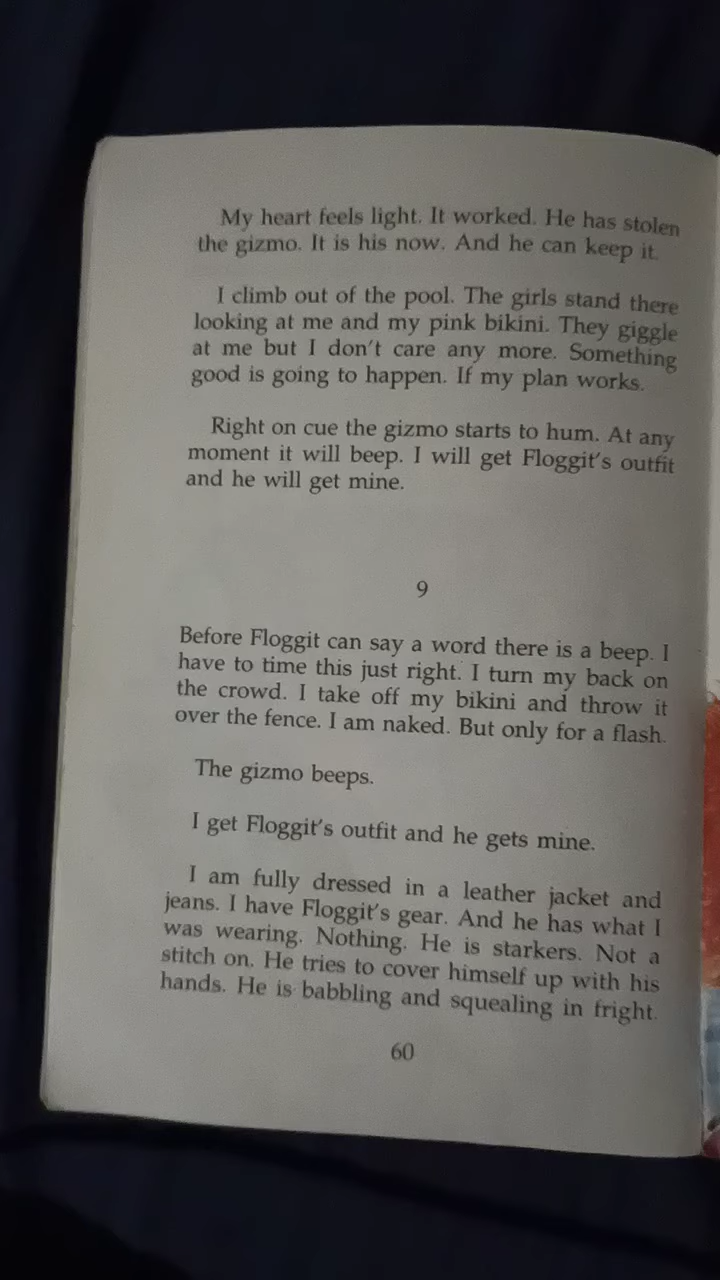 My heart feels light. It worked. He has stolen
the gizmo. It is his now. And he can keep it.
I climb out of the pool. The girls stand there
looking at me and my pink bikini. They giggle
at me but I don't care any more. Something
good is going to happen. If my plan works.
Right on cue the gizmo starts to hum. At any
moment it will beep. I will get Floggit's outfit
and he will get mine.
9
Before Floggit can say a word there is a beep. I
have to time this just right. I turn my back on
the crowd. I take off my bikini and throw it
over the fence. I am naked. But only for a flash.
The gizmo beeps.
I get Floggit's outfit and he gets mine.
I am fully dressed in a leather jacket and
jeans. I have Floggit's gear. And he has what I
was wearing. Nothing. He is starkers. Not a
stitch on. He tries to cover himself up with his
hands. He is babbling and squealing in fright.
60